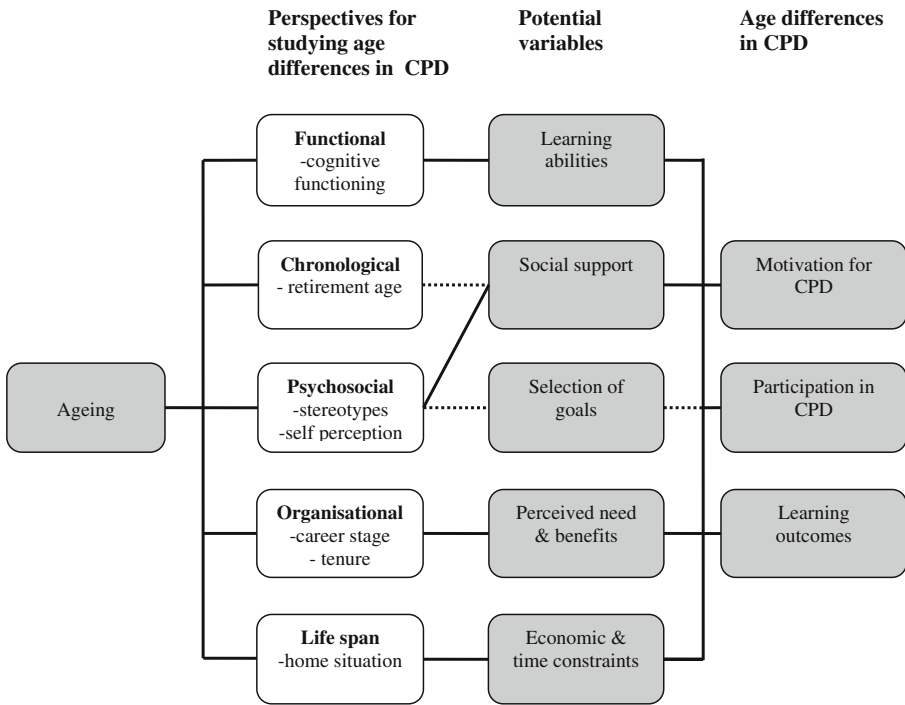 Perspectives for
studying age
differences in CPD
Potential
variables
Age differences
in CPD
Functional
-cognitive
functioning
Learning
abilities
Chronological
- retirement age
Social support
Motivation for
CPD
Ageing
Psychosocial
-stereotypes
-self perception
Selection of
goals
Participation in
CPD
Organisational
-career stage
- tenure
Perceived need
& benefits
Learning
outcomes
Life span
-home situation
Economic &
time constraints